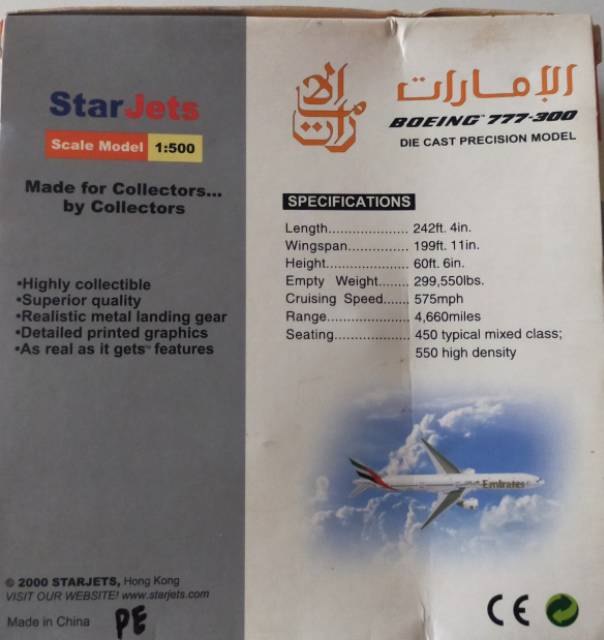 StarJets
Scale Model 1:500
Made for Collectors...
by Collectors
•Highly collectible
•Superior quality
•Realistic metal landing gear
•Detailed printed graphics
•As real as it gets™ features
© 2000 STARJETS, Hong Kong
VISIT OUR WEBSITE! www.starjets.com
Made in China PE
الإمارات
الإمارات
BOEING™ 777-300
DIE CAST PRECISION MODEL
SPECIFICATIONS
Length.................... 242ft. 4in.
Wingspan............... 199ft. 11in.
Height.................... 60ft. 6in.
Empty Weight........ 299,550lbs.
Cruising Speed....... 575mph
Range.................... 4,660miles
Seating................... 450 typical mixed class;
550 high density
Emirates
CE